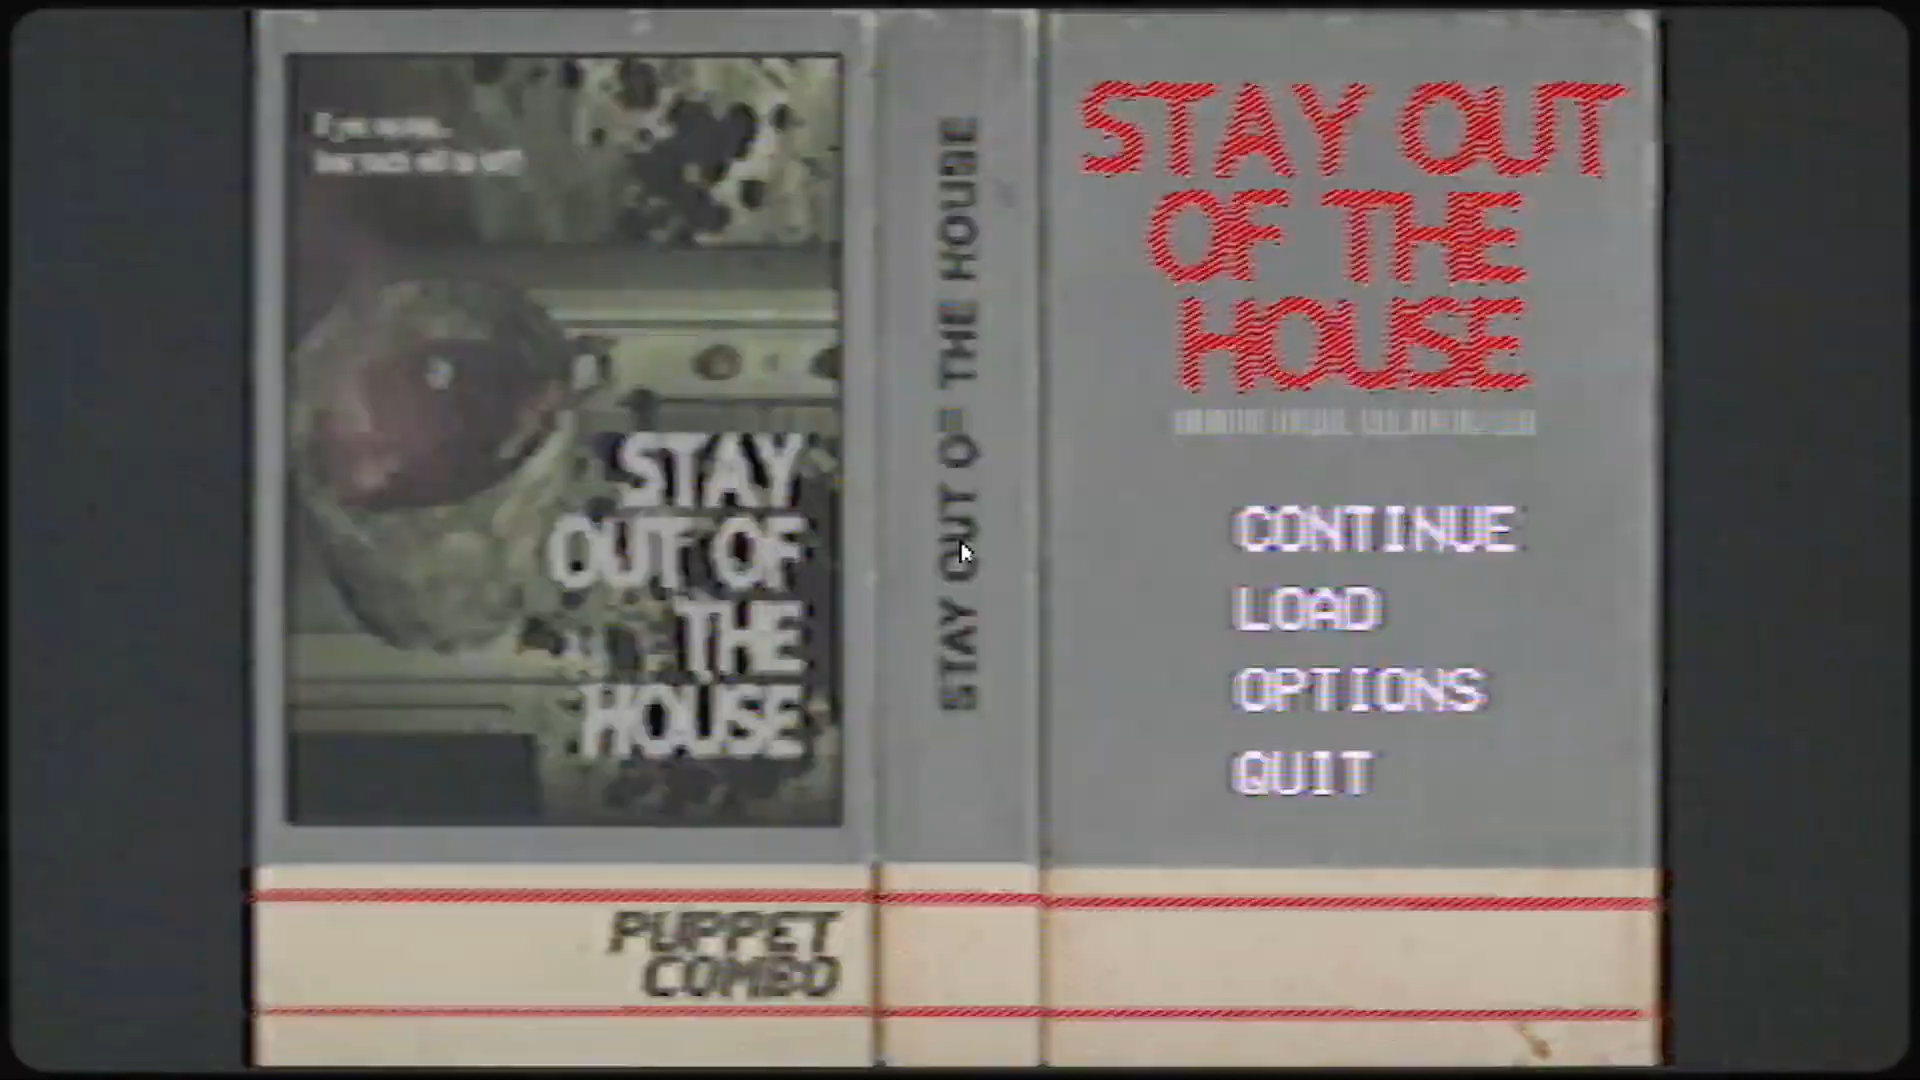 STAY
OUT OF
THE
HOUSE
PUPPET
COMBO
STAY OUT OF THE HOUSE
STAY OUT
OF THE
HOUSE
CONTINUE
LOAD
OPTIONS
QUIT